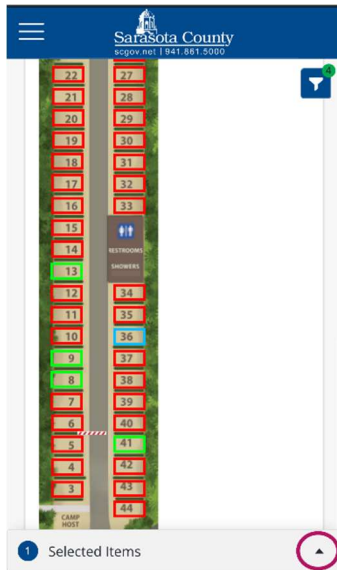 Sarasota County
scgov.net | 941.861.5000
4
22 27
21 28
20 29
19 30
18 31
17 32
16 33
15
14 RESTROOMS
13 SHOWERS
12 34
11 35
10 36
9 37
8 38
7 39
6 40
5 41
4 42
3 43
44
CAMP
HOST
1 Selected Items